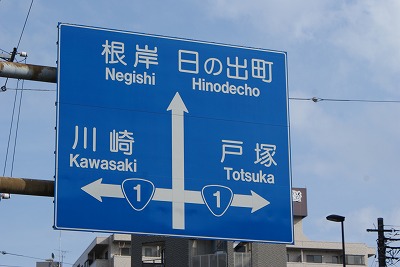 根岸 日の出町
Negishi Hinodecho
川崎 戸塚
Kawasaki Totsuka
1 1